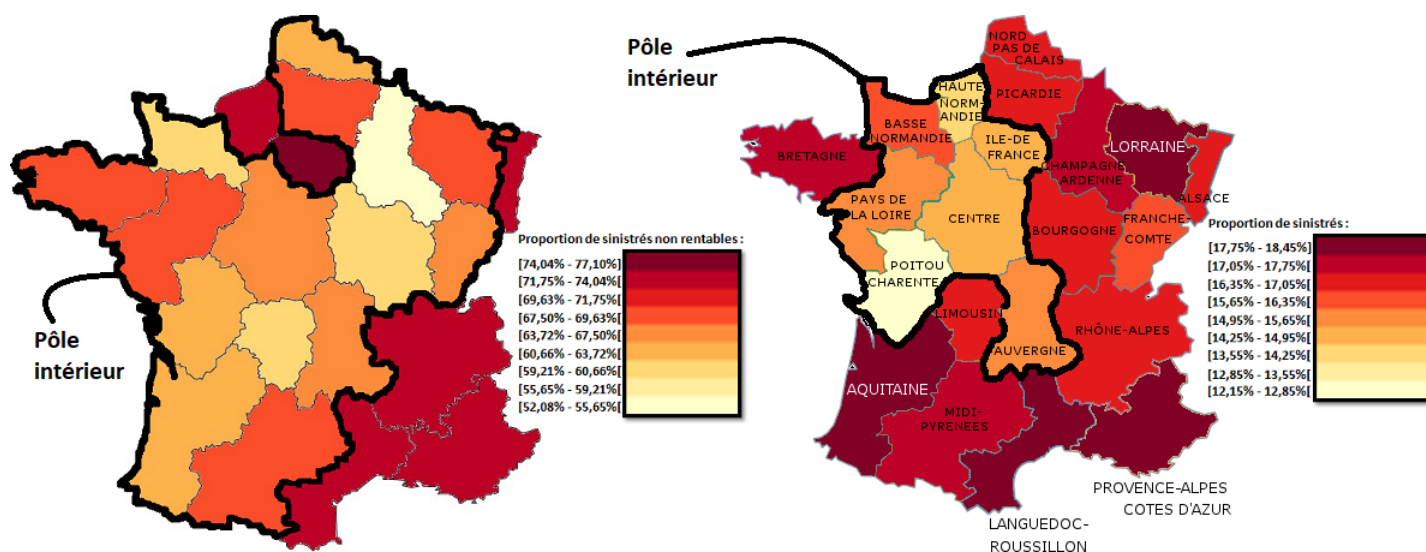 Pôle
intérieur
Proportion de sinistrés non rentables :
[74,04% - 77,10%]
[71,75% - 74,04%[
[69,63% - 71,75%[
[67,50% - 69,63%[
[63,72% - 67,50%[
[60,66% - 63,72%[
[59,21% - 60,66%[
[55,65% - 59,21%[
[52,08% - 55,65%[
Pôle
intérieur
NORD
PAS DE
CALAIS
PICARDIE
HAUTE
NORM-
ANDIE
BASSE
NORMANDIE
ILE-DE
FRANCE
BRETAGNE
LORRAINE
CHAMPAGNE
ARDENNE
ALSACE
PAYS DE
LA LOIRE
CENTRE
BOURGOGNE
FRANCHE-
COMTE
POITOU
CHARENTE
LIMOUSIN
AUVERGNE
RHÔNE-ALPES
AQUITAINE
MIDI-
PYRENEES
PROVENCE-ALPES
COTES D'AZUR
LANGUEDOC-
ROUSSILLON
Proportion de sinistrés :
[17,75% - 18,45%[
[17,05% - 17,75%[
[16,35% - 17,05%[
[15,65% - 16,35%[
[14,95% - 15,65%[
[14,25% - 14,95%[
[13,55% - 14,25%[
[12,85% - 13,55%[
[12,15% - 12,85%[